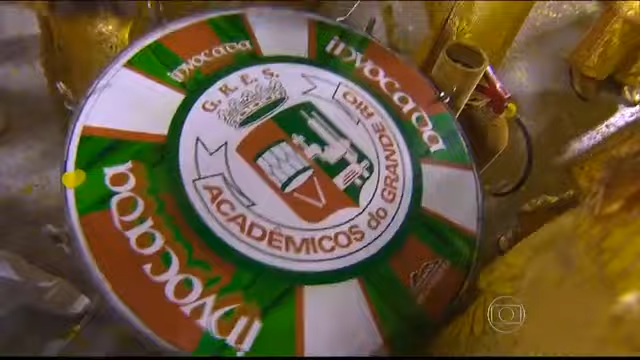 invocada
invocada
G.R.E.S.
ACADÊMICOS do GRANDE RIO
invocada
invocada